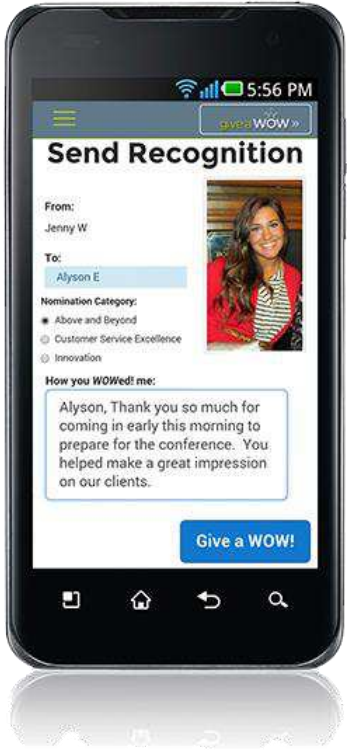 5:56 PM
give a WOW »
Send Recognition
From:
Jenny W
To:
Alyson E
Nomination Category:
Above and Beyond
Customer Service Excellence
Innovation
How you WOWed! me:
Alyson, Thank you so much for
coming in early this morning to
prepare for the conference. You
helped make a great impression
on our clients.
Give a WOW!